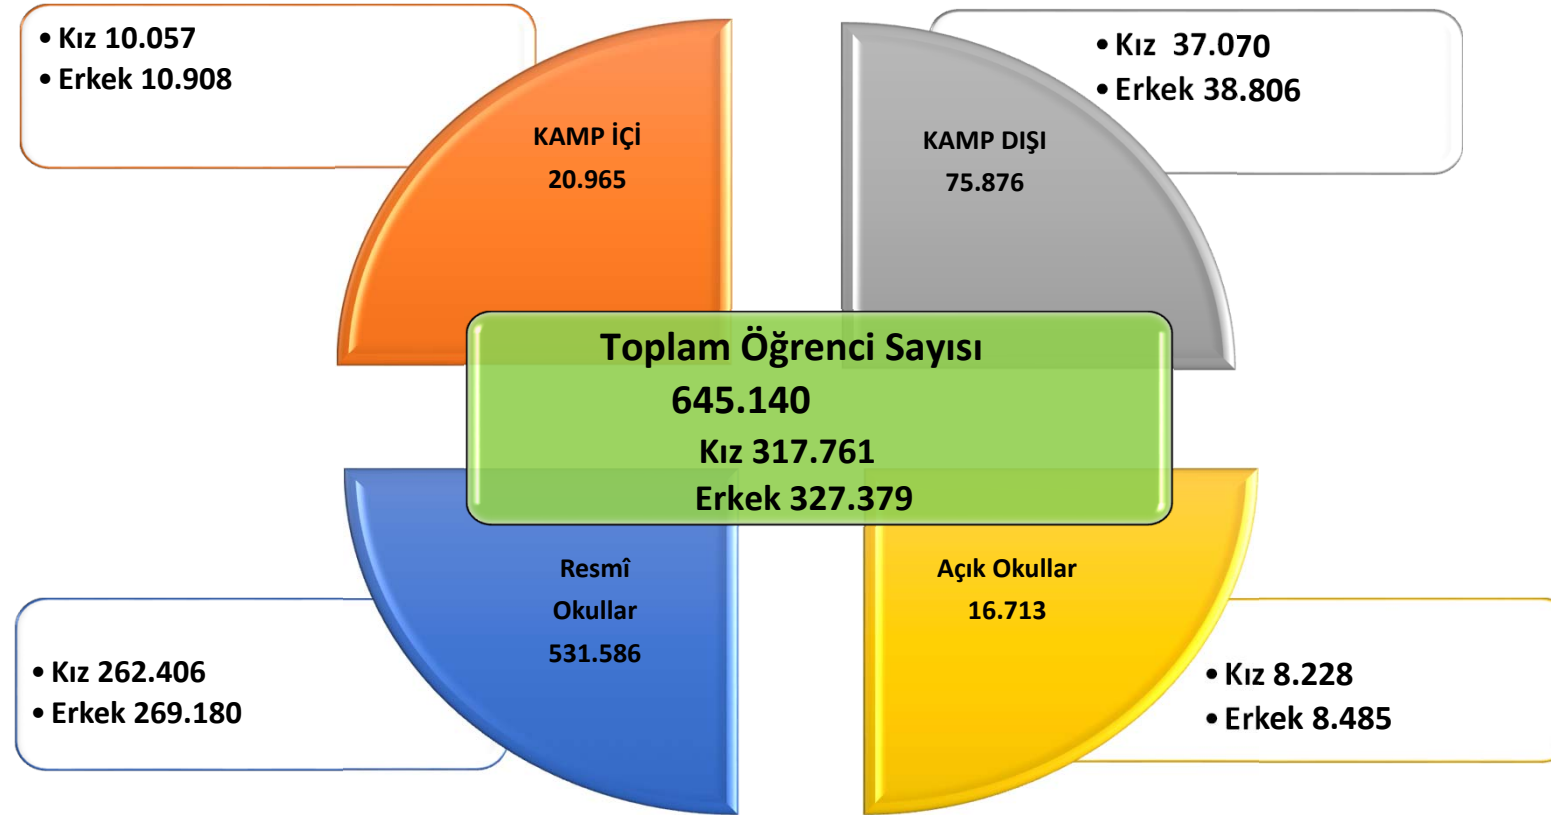 • Kız 10.057
• Erkek 10.908
KAMP İÇİ
20.965
• Kız  37.070
• Erkek 38.806
KAMP DIŞI
75.876
Toplam Öğrenci Sayısı
645.140
Kız 317.761
Erkek 327.379
Resmî
Okullar
531.586
• Kız 262.406
• Erkek 269.180
Açık Okullar
16.713
• Kız 8.228
• Erkek 8.485